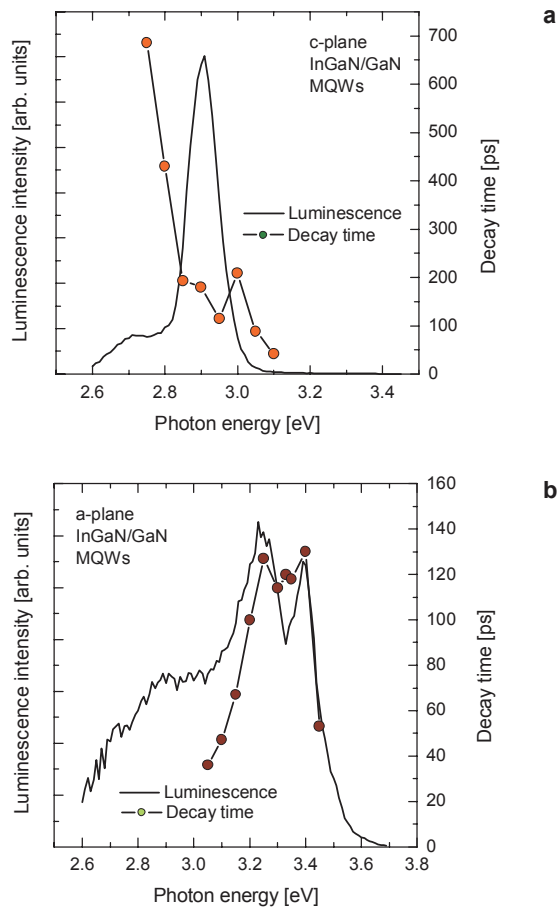 a
c-plane
InGaN/GaN
MQWs
Luminescence
Decay time
Luminescence intensity [arb. units]
700
600
500
400
300
200
100
0
Decay time [ps]
2.6 2.8 3.0 3.2 3.4
Photon energy [eV]
b
a-plane
InGaN/GaN
MQWs
Luminescence
Decay time
Luminescence intensity [arb. units]
160
140
120
100
80
60
40
20
0
Decay time [ps]
2.6 2.8 3.0 3.2 3.4 3.6 3.8
Photon energy [eV]